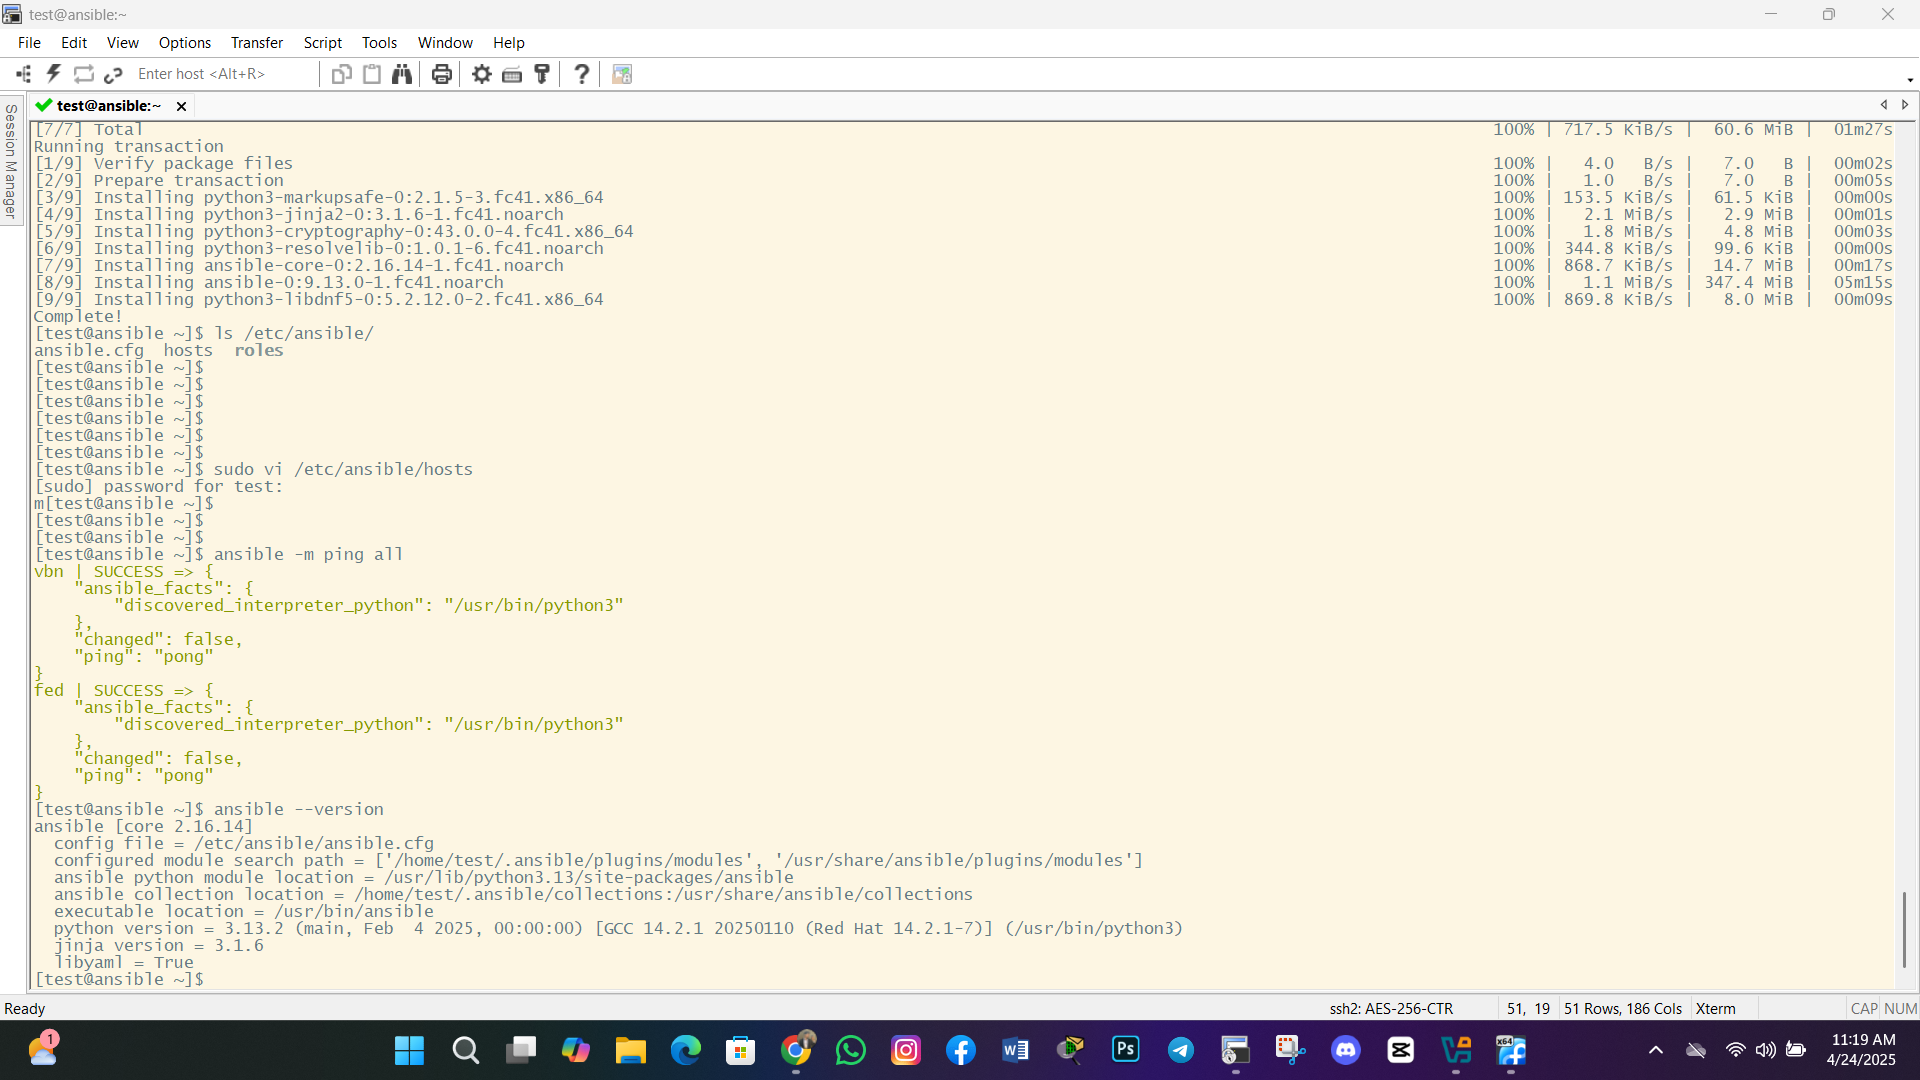 test@ansible:~
File Edit View Options Transfer Script Tools Window Help
Enter host <Alt+R>
Session Manager
test@ansible:~
[7/7] Total 100% | 717.5 KiB/s | 60.6 MiB | 01m27s
Running transaction
[1/9] Verify package files 100% | 4.0 B/s | 7.0 B | 00m02s
[2/9] Prepare transaction 100% | 1.0 B/s | 7.0 B | 00m05s
[3/9] Installing python3-markupsafe-0:2.1.5-3.fc41.x86_64 100% | 153.5 KiB/s | 61.5 KiB | 00m00s
[4/9] Installing python3-jinja2-0:3.1.6-1.fc41.noarch 100% | 2.1 MiB/s | 2.9 MiB | 00m01s
[5/9] Installing python3-cryptography-0:43.0.0-4.fc41.x86_64 100% | 1.8 MiB/s | 4.8 MiB | 00m03s
[6/9] Installing python3-resolvelib-0:1.0.1-6.fc41.noarch 100% | 344.8 KiB/s | 99.6 KiB | 00m00s
[7/9] Installing ansible-core-0:2.16.14-1.fc41.noarch 100% | 868.7 KiB/s | 14.7 MiB | 00m17s
[8/9] Installing ansible-0:9.13.0-1.fc41.noarch 100% | 1.1 MiB/s | 347.4 MiB | 05m15s
[9/9] Installing python3-libdnf5-0:5.2.12.0-2.fc41.x86_64 100% | 869.8 KiB/s | 8.0 MiB | 00m09s
Complete!
[test@ansible ~]$ ls /etc/ansible/
ansible.cfg hosts roles
[test@ansible ~]$
[test@ansible ~]$
[test@ansible ~]$
[test@ansible ~]$
[test@ansible ~]$
[test@ansible ~]$
[test@ansible ~]$ sudo vi /etc/ansible/hosts
[sudo] password for test:
m[test@ansible ~]$
[test@ansible ~]$
[test@ansible ~]$
[test@ansible ~]$ ansible -m ping all
vbn | SUCCESS => {
    "ansible_facts": {
        "discovered_interpreter_python": "/usr/bin/python3"
    },
    "changed": false,
    "ping": "pong"
}
fed | SUCCESS => {
    "ansible_facts": {
        "discovered_interpreter_python": "/usr/bin/python3"
    },
    "changed": false,
    "ping": "pong"
}
[test@ansible ~]$ ansible --version
ansible [core 2.16.14]
  config file = /etc/ansible/ansible.cfg
  configured module search path = ['/home/test/.ansible/plugins/modules', '/usr/share/ansible/plugins/modules']
  ansible python module location = /usr/lib/python3.13/site-packages/ansible
  ansible collection location = /home/test/.ansible/collections:/usr/share/ansible/collections
  executable location = /usr/bin/ansible
  python version = 3.13.2 (main, Feb  4 2025, 00:00:00) [GCC 14.2.1 20250110 (Red Hat 14.2.1-7)] (/usr/bin/python3)
  jinja version = 3.1.6
  libyaml = True
[test@ansible ~]$
Ready ssh2: AES-256-CTR 51, 19 51 Rows, 186 Cols Xterm CAP NUM
1
Ps
x64
11:19 AM
4/24/2025